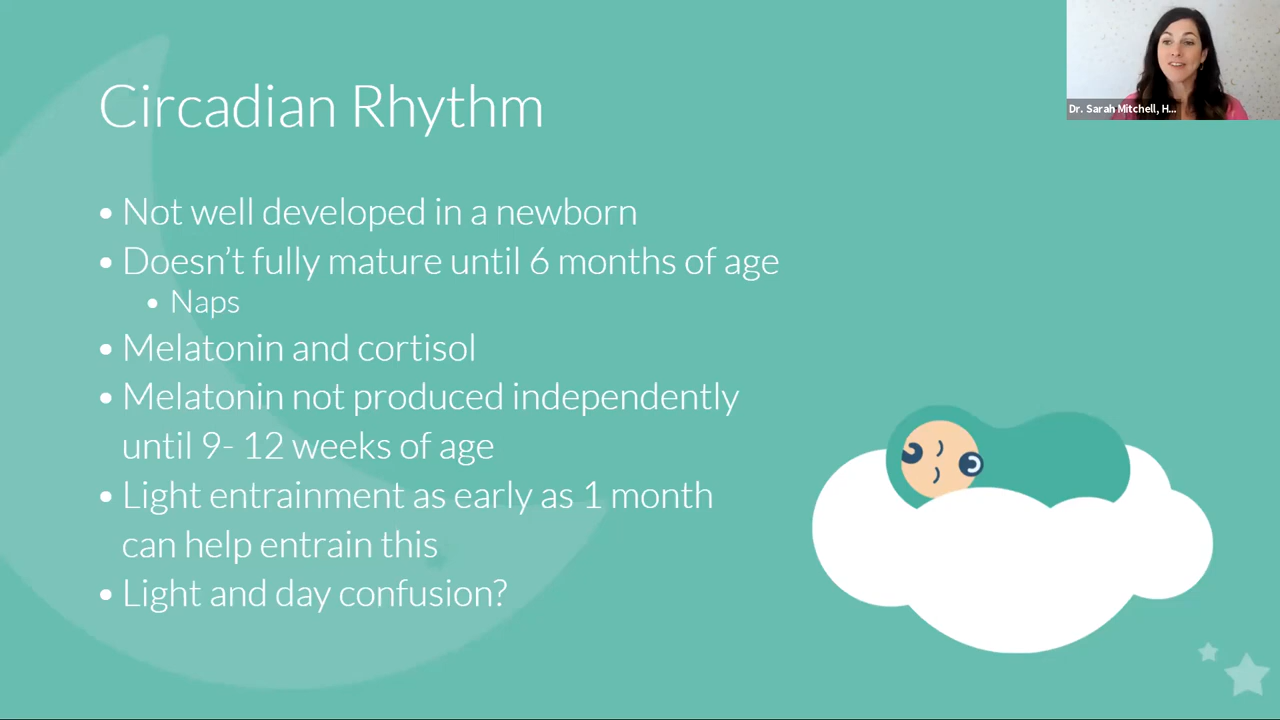 Circadian Rhythm
• Not well developed in a newborn
• Doesn’t fully mature until 6 months of age
• Naps
• Melatonin and cortisol
• Melatonin not produced independently
until 9- 12 weeks of age
• Light entrainment as early as 1 month
can help entrain this
• Light and day confusion?
Dr. Sarah Mitchell, H...